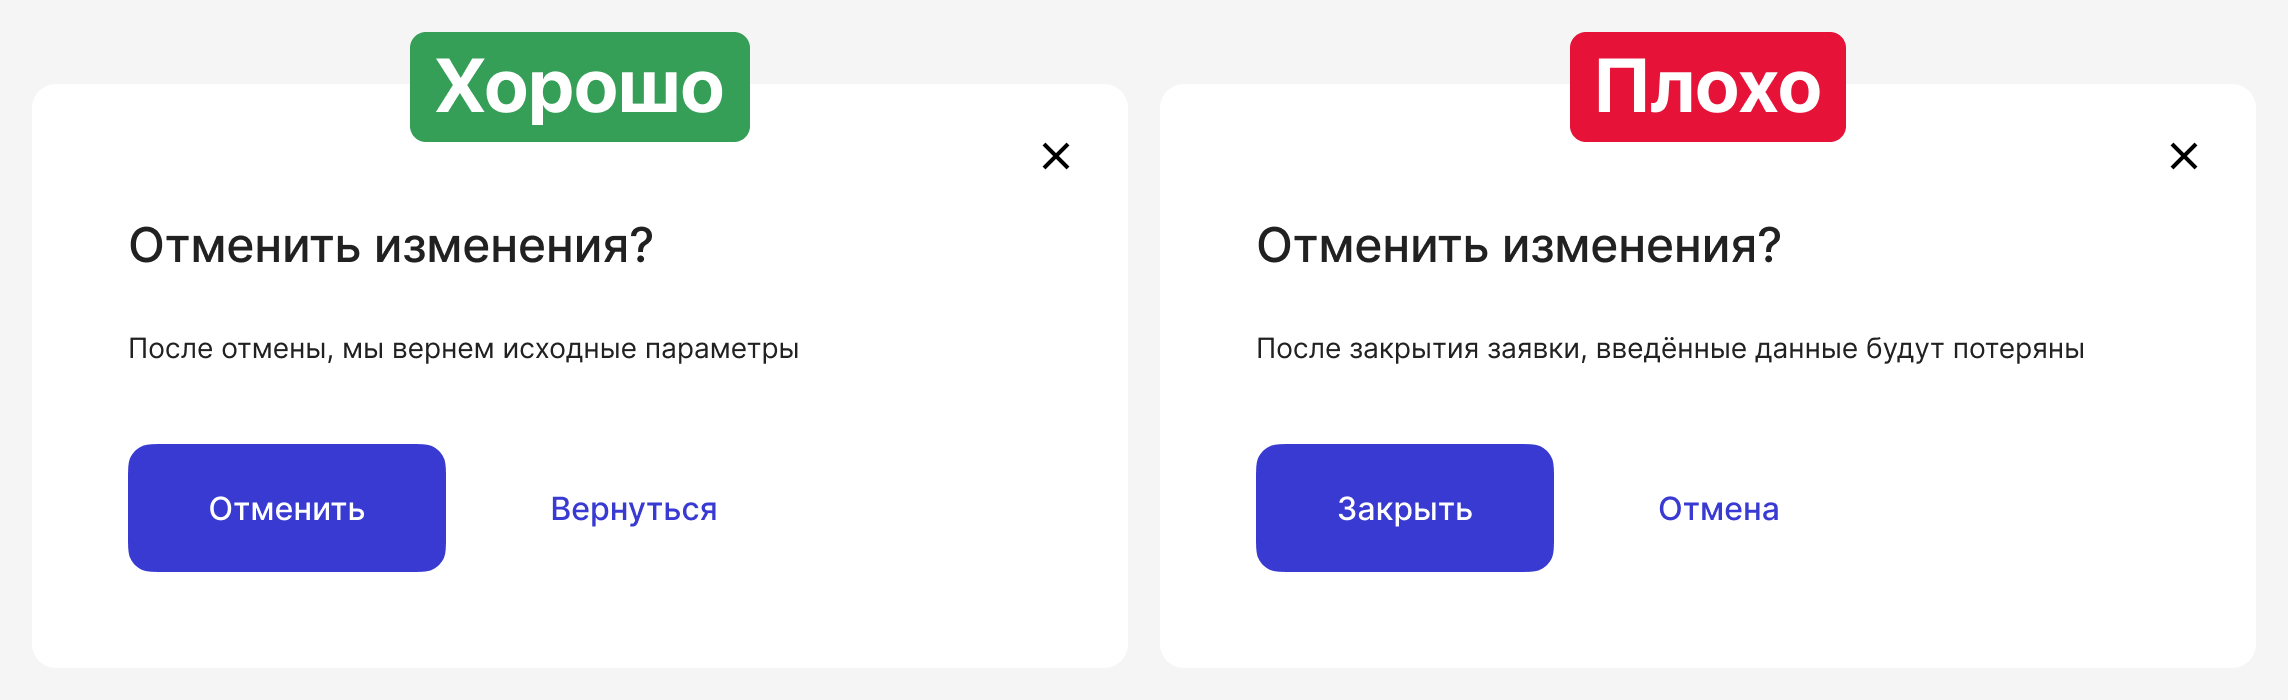 Хорошо
Отменить изменения?
После отмены, мы вернем исходные параметры
Отменить
Вернуться
Плохо
Отменить изменения?
После закрытия заявки, введённые данные будут потеряны
Закрыть
Отмена